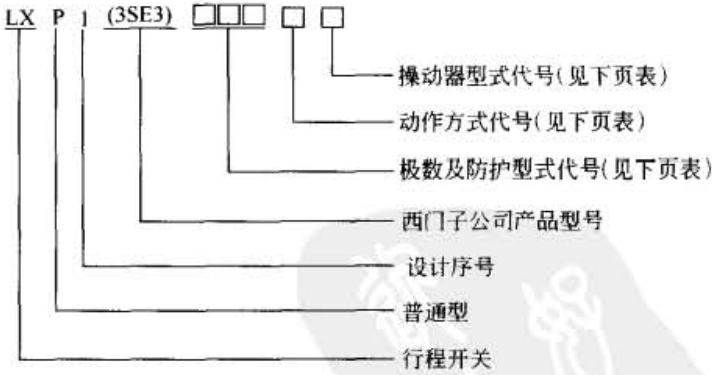 LX P 1 (3SE3) □□□ □ □
操动器型式代号(见下页表)
动作方式代号(见下页表)
极数及防护型式代号(见下页表)
西门子公司产品型号
设计序号
普通型
行程开关